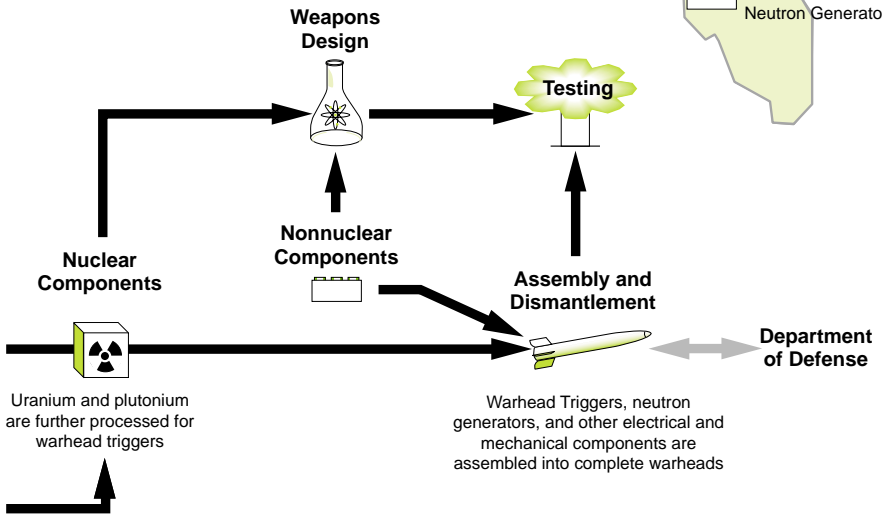 Neutron Generato
Weapons
Design
Testing
Nuclear
Components
Nonnuclear
Components
Assembly and
Dismantlement
Department
of Defense
Uranium and plutonium
are further processed for
warhead triggers
Warhead Triggers, neutron
generators, and other electrical and
mechanical components are
assembled into complete warheads